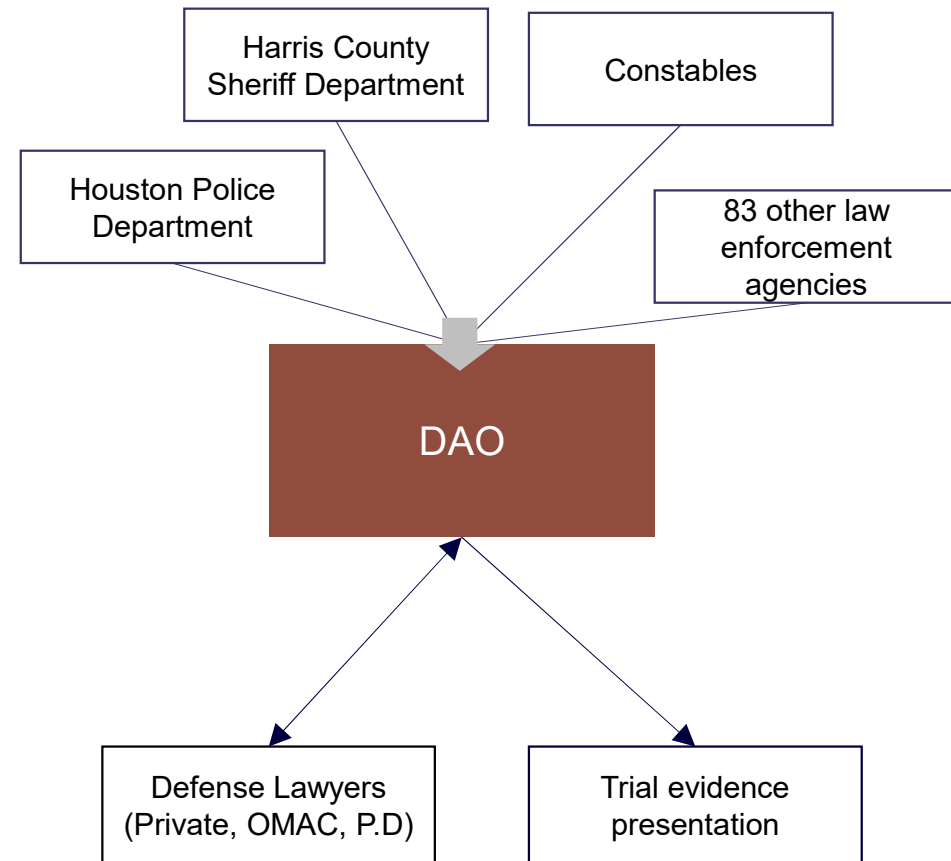 Harris County
Sheriff Department
Constables
Houston Police
Department
83 other law
enforcement
agencies
DAO
Defense Lawyers
(Private, OMAC, P.D)
Trial evidence
presentation